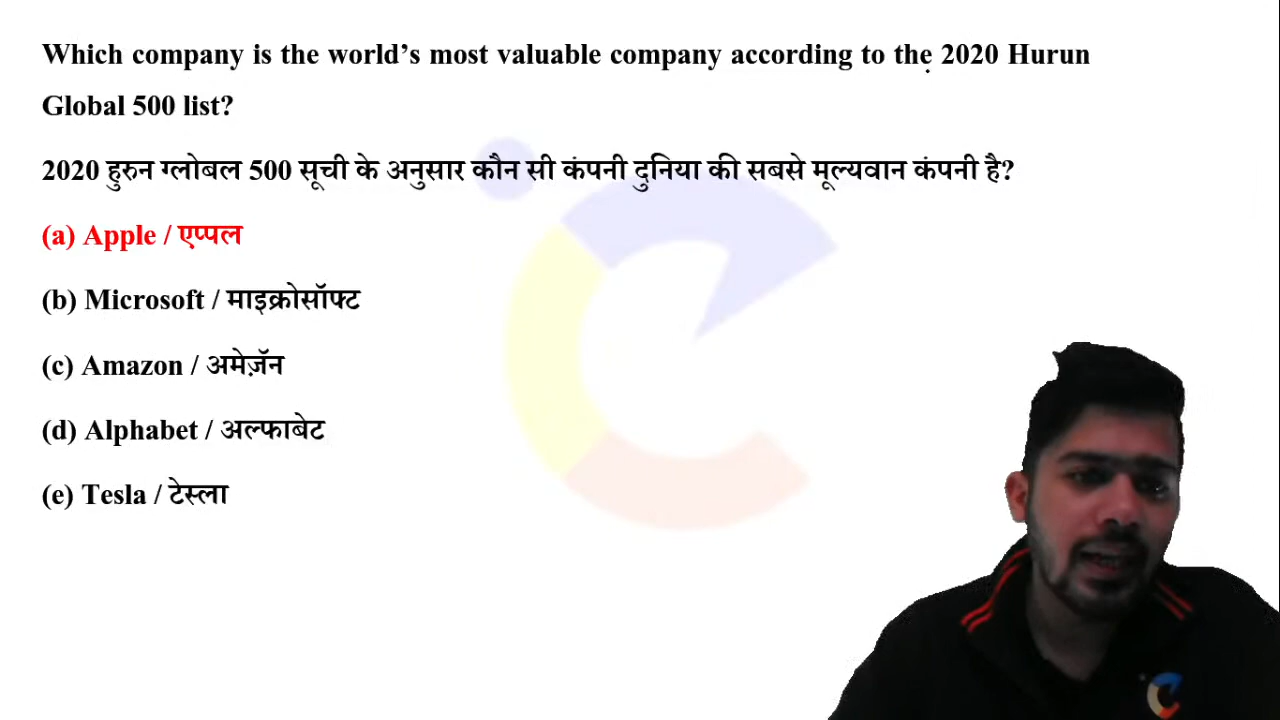 Which company is the world’s most valuable company according to the 2020 Hurun
Global 500 list?
2020 हुरुन ग्लोबल 500 सूची के अनुसार कौन सी कंपनी दुनिया की सबसे मूल्यवान कंपनी है?
(a) Apple / एप्पल
(b) Microsoft / माइक्रोसॉफ्ट
(c) Amazon / अमेज़ॅन
(d) Alphabet / अल्फाबेट
(e) Tesla / टेस्ला